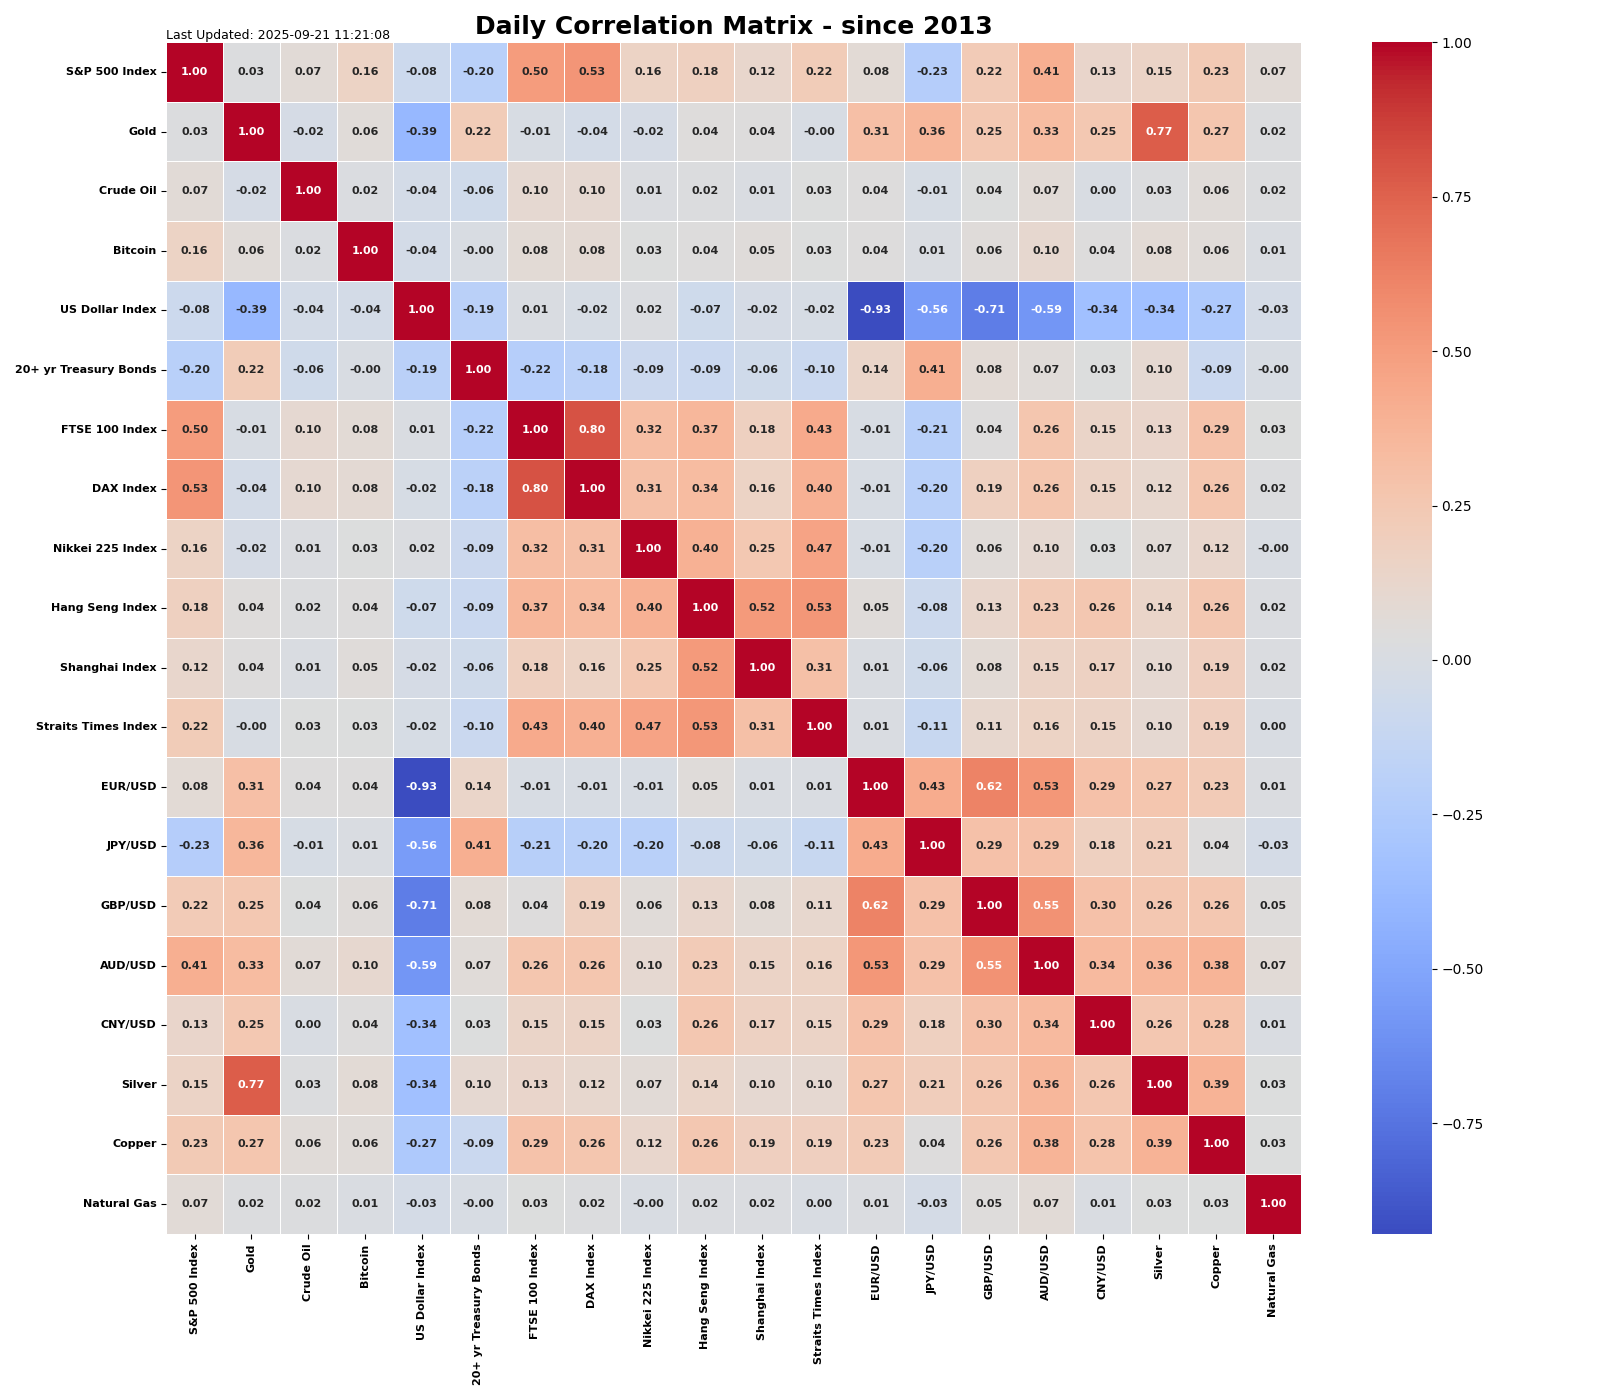 Daily Correlation Matrix - since 2013
Last Updated: 2025-09-21 11:21:08
S&P 500 Index 1.00 0.03 0.07 0.16 -0.08 -0.20 0.50 0.53 0.16 0.18 0.12 0.22 0.08 -0.23 0.22 0.41 0.13 0.15 0.23 0.07
Gold 0.03 1.00 -0.02 0.06 -0.39 0.22 -0.01 -0.04 -0.02 0.04 0.04 -0.00 0.31 0.36 0.25 0.33 0.25 0.77 0.27 0.02
Crude Oil 0.07 -0.02 1.00 0.02 -0.04 -0.06 0.10 0.10 0.01 0.02 0.01 0.03 0.04 -0.01 0.04 0.07 0.00 0.03 0.06 0.02
Bitcoin 0.16 0.06 0.02 1.00 -0.04 -0.00 0.08 0.08 0.03 0.04 0.05 0.03 0.04 0.01 0.06 0.10 0.04 0.08 0.06 0.01
US Dollar Index -0.08 -0.39 -0.04 -0.04 1.00 -0.19 0.01 -0.02 0.02 -0.07 -0.02 -0.02 -0.93 -0.56 -0.71 -0.59 -0.34 -0.34 -0.27 -0.03
20+ yr Treasury Bonds -0.20 0.22 -0.06 -0.00 -0.19 1.00 -0.22 -0.18 -0.09 -0.09 -0.06 -0.10 0.14 0.41 0.08 0.07 0.03 0.10 -0.09 -0.00
FTSE 100 Index 0.50 -0.01 0.10 0.08 0.01 -0.22 1.00 0.80 0.32 0.37 0.18 0.43 -0.01 -0.21 0.04 0.26 0.15 0.13 0.29 0.03
DAX Index 0.53 -0.04 0.10 0.08 -0.02 -0.18 0.80 1.00 0.31 0.34 0.16 0.40 -0.01 -0.20 0.19 0.26 0.15 0.12 0.26 0.02
Nikkei 225 Index 0.16 -0.02 0.01 0.03 0.02 -0.09 0.32 0.31 1.00 0.40 0.25 0.47 -0.01 -0.20 0.06 0.10 0.03 0.07 0.12 -0.00
Hang Seng Index 0.18 0.04 0.02 0.04 -0.07 -0.09 0.37 0.34 0.40 1.00 0.52 0.53 0.05 -0.08 0.13 0.23 0.26 0.14 0.26 0.02
Shanghai Index 0.12 0.04 0.01 0.05 -0.02 -0.06 0.18 0.16 0.25 0.52 1.00 0.31 0.01 -0.06 0.08 0.15 0.17 0.10 0.19 0.02
Straits Times Index 0.22 -0.00 0.03 0.03 -0.02 -0.10 0.43 0.40 0.47 0.53 0.31 1.00 0.01 -0.11 0.11 0.16 0.15 0.10 0.19 0.00
EUR/USD 0.08 0.31 0.04 0.04 -0.93 0.14 -0.01 -0.01 -0.01 0.05 0.01 0.01 1.00 0.43 0.62 0.53 0.29 0.27 0.23 0.01
JPY/USD -0.23 0.36 -0.01 0.01 -0.56 0.41 -0.21 -0.20 -0.20 -0.08 -0.06 -0.11 0.43 1.00 0.29 0.29 0.18 0.21 0.04 -0.03
GBP/USD 0.22 0.25 0.04 0.06 -0.71 0.08 0.04 0.19 0.06 0.13 0.08 0.11 0.62 0.29 1.00 0.55 0.30 0.26 0.26 0.05
AUD/USD 0.41 0.33 0.07 0.10 -0.59 0.07 0.26 0.26 0.10 0.23 0.15 0.16 0.53 0.29 0.55 1.00 0.34 0.36 0.38 0.07
CNY/USD 0.13 0.25 0.00 0.04 -0.34 0.03 0.15 0.15 0.03 0.26 0.17 0.15 0.29 0.18 0.30 0.34 1.00 0.26 0.28 0.01
Silver 0.15 0.77 0.03 0.08 -0.34 0.10 0.13 0.12 0.07 0.14 0.10 0.10 0.27 0.21 0.26 0.36 0.26 1.00 0.39 0.03
Copper 0.23 0.27 0.06 0.06 -0.27 -0.09 0.29 0.26 0.12 0.26 0.19 0.19 0.23 0.04 0.26 0.38 0.28 0.39 1.00 0.03
Natural Gas 0.07 0.02 0.02 0.01 -0.03 -0.00 0.03 0.02 -0.00 0.02 0.02 0.00 0.01 -0.03 0.05 0.07 0.01 0.03 0.03 1.00
S&P 500 Index
Gold
Crude Oil
Bitcoin
US Dollar Index
20+ yr Treasury Bonds
FTSE 100 Index
DAX Index
Nikkei 225 Index
Hang Seng Index
Shanghai Index
Straits Times Index
EUR/USD
JPY/USD
GBP/USD
AUD/USD
CNY/USD
Silver
Copper
Natural Gas
1.00
0.75
0.50
0.25
0.00
−0.25
−0.50
−0.75